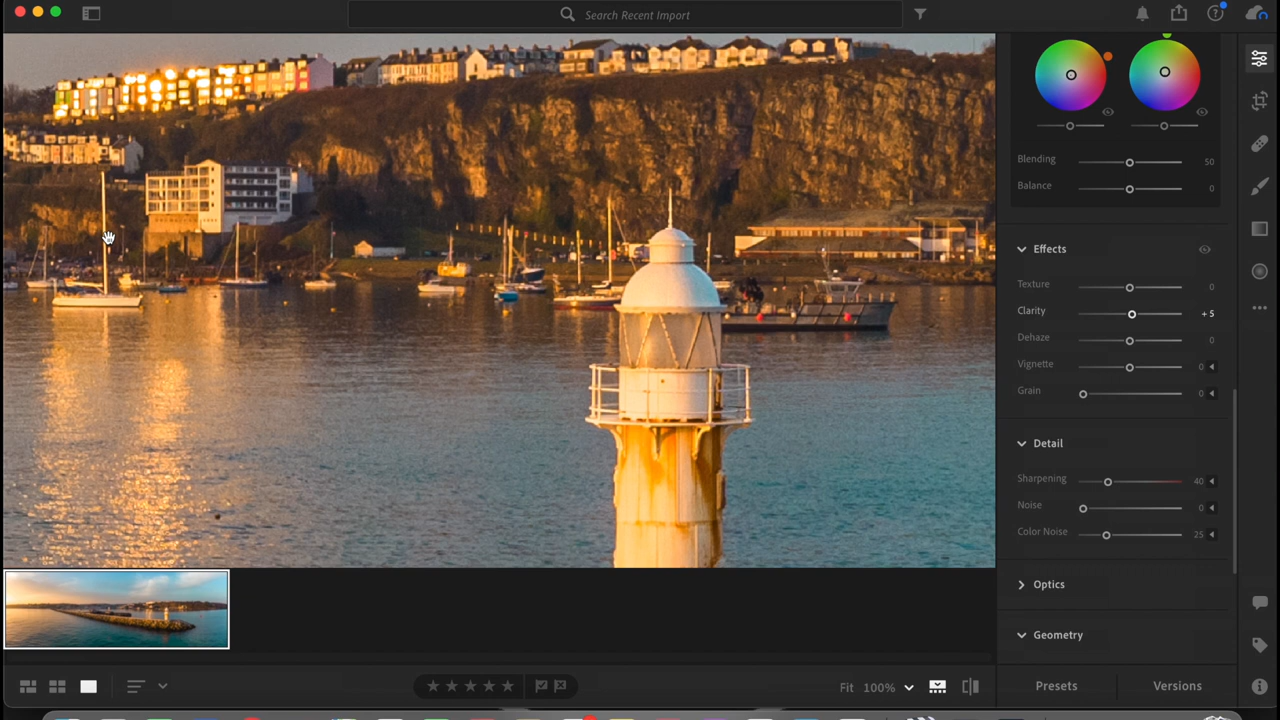 Search Recent Import
Blending 50
Balance 0
Effects
Texture 0
Clarity + 5
Dehaze 0
Vignette 0
Grain 0
Detail
Sharpening 40
Noise 0
Color Noise 25
Optics
Geometry
Fit 100%
Presets
Versions